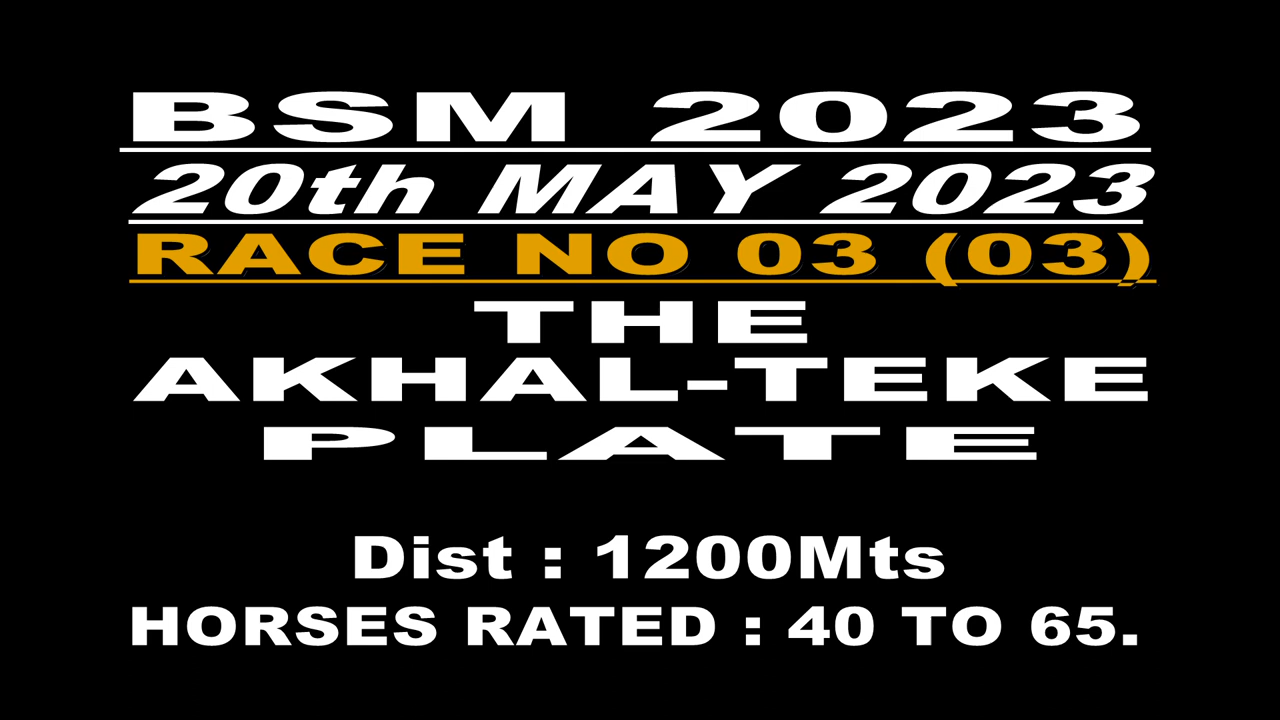 BSM 2023
20th MAY 2023
RACE NO 03 (03)
THE
AKHAL-TEKE
PLATE
Dist : 1200Mts
HORSES RATED : 40 TO 65.